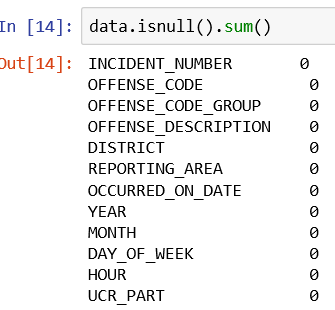 In [14]: data.isnull().sum()
Out[14]: INCIDENT_NUMBER 0
OFFENSE_CODE 0
OFFENSE_CODE_GROUP 0
OFFENSE_DESCRIPTION 0
DISTRICT 0
REPORTING_AREA 0
OCCURRED_ON_DATE 0
YEAR 0
MONTH 0
DAY_OF_WEEK 0
HOUR 0
UCR_PART 0